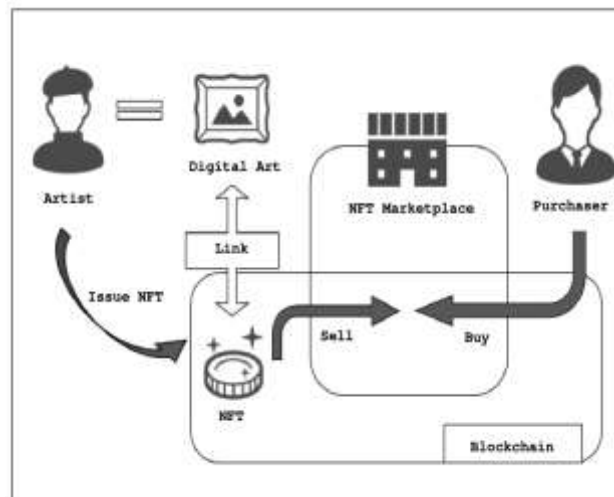 Artist
Digital Art
NFT Marketplace
Purchaser
Link
Issue NFT
Sell
Buy
NFT
Blockchain